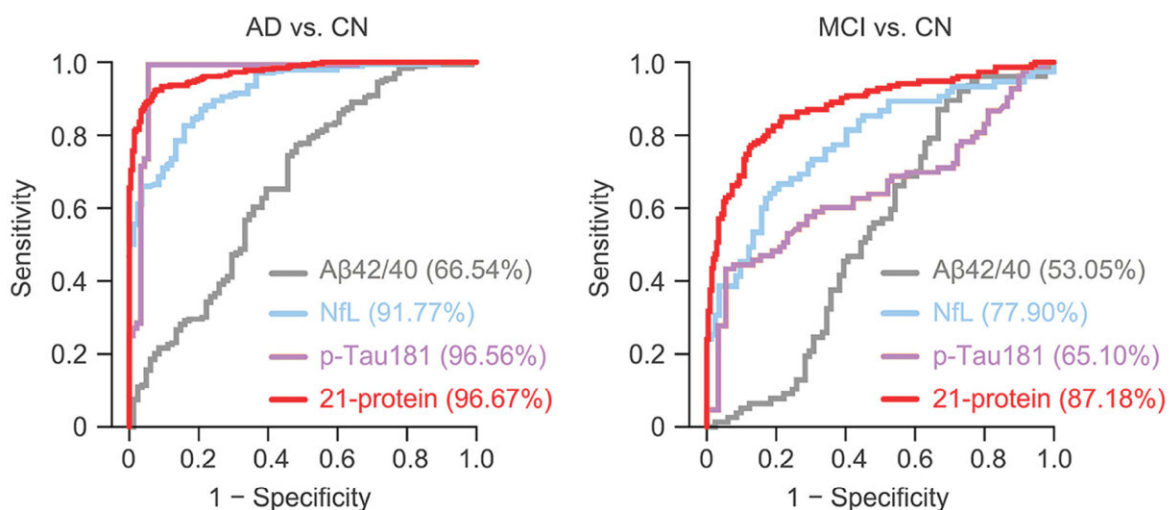 AD vs. CN
1.0
0.8
0.6
0.4
0.2
0
Sensitivity
Aβ42/40 (66.54%)
NfL (91.77%)
p-Tau181 (96.56%)
21-protein (96.67%)
0 0.2 0.4 0.6 0.8 1.0
1 − Specificity
MCI vs. CN
1.0
0.8
0.6
0.4
0.2
0
Sensitivity
Aβ42/40 (53.05%)
NfL (77.90%)
p-Tau181 (65.10%)
21-protein (87.18%)
0 0.2 0.4 0.6 0.8 1.0
1 − Specificity